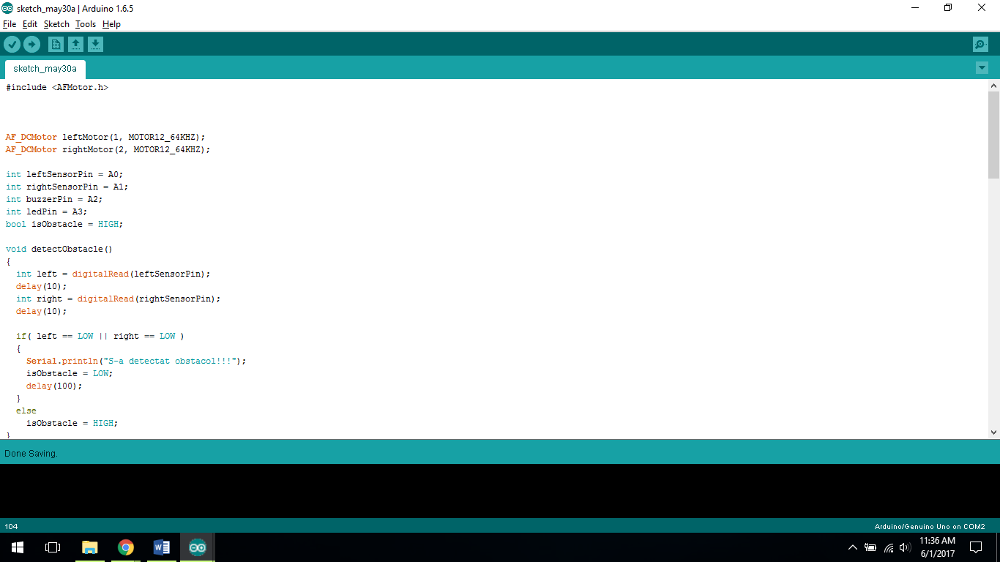 sketch_may30a | Arduino 1.6.5
File Edit Sketch Tools Help
sketch_may30a
#include <AFMotor.h>
AF_DCMotor leftMotor(1, MOTOR12_64KHZ);
AF_DCMotor rightMotor(2, MOTOR12_64KHZ);
int leftSensorPin = A0;
int rightSensorPin = A1;
int buzzerPin = A2;
int ledPin = A3;
bool isObstacle = HIGH;
void detectObstacle()
{
  int left = digitalRead(leftSensorPin);
  delay(10);
  int right = digitalRead(rightSensorPin);
  delay(10);
  if( left == LOW || right == LOW )
  {
    Serial.println("S-a detectat obstacol!!!");
    isObstacle = LOW;
    delay(100);
  }
  else
    isObstacle = HIGH;
}
Done Saving.
104
Arduino/Genuino Uno on COM2
11:36 AM
6/1/2017